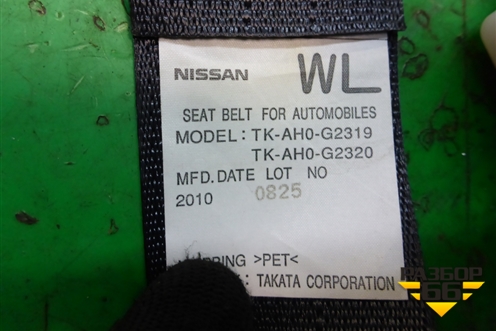 NISSAN WL
SEAT BELT FOR AUTOMOBILES
MODEL: TK-AH0-G2319
TK-AH0-G2320
MFD.DATE LOT NO
2010 0825
>PET<
: TAKATA CORPORATION
РАЗБОР
66